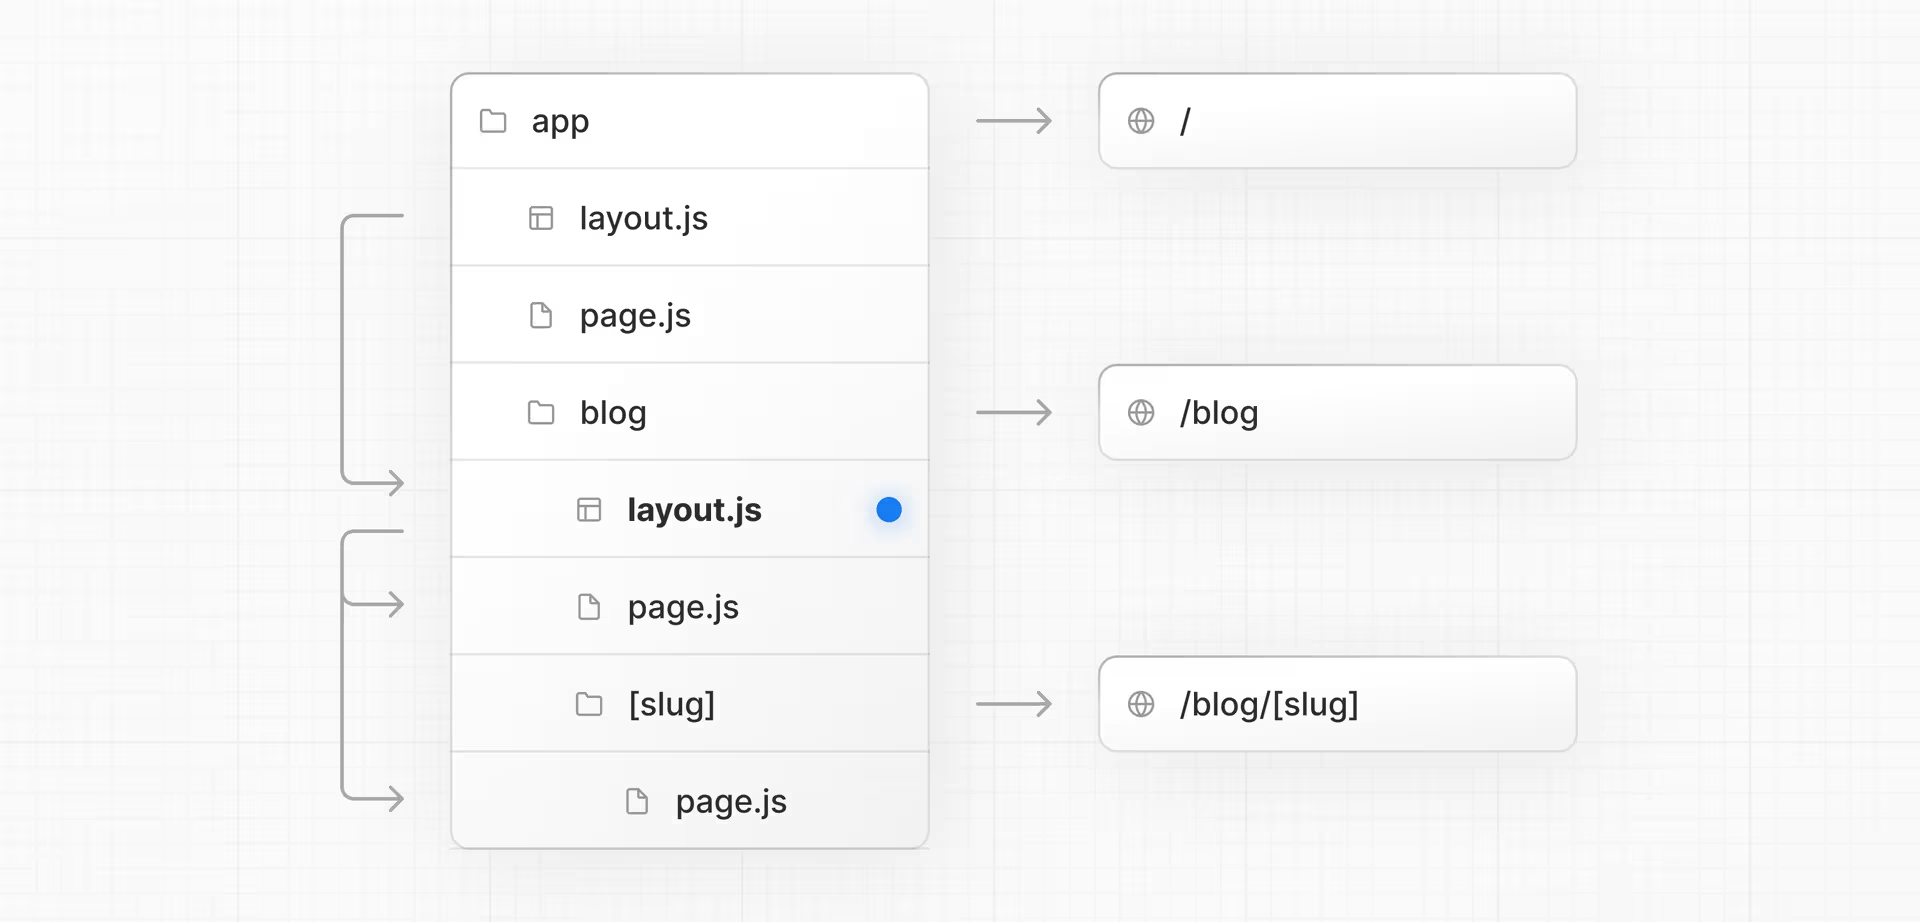 app
/
layout.js
page.js
blog
/blog
layout.js
page.js
[slug]
/blog/[slug]
page.js